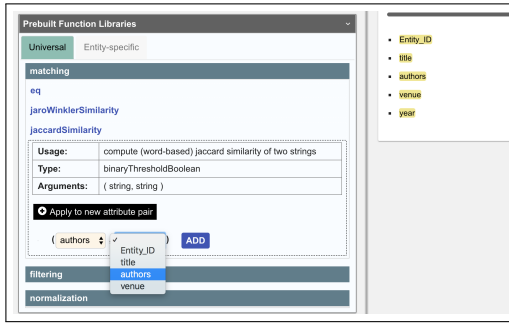 Prebuilt Function Libraries
Universal Entity-specific
matching
eq
jaroWinklerSimilarity
jaccardSimilarity
Usage: compute (word-based) jaccard similarity of two strings
Type: binaryThresholdBoolean
Arguments: ( string, string )
Apply to new attribute pair
( authors ✓ ) ADD
Entity_ID
title
authors
venue
filtering
normalization
Entity_ID
title
authors
venue
year